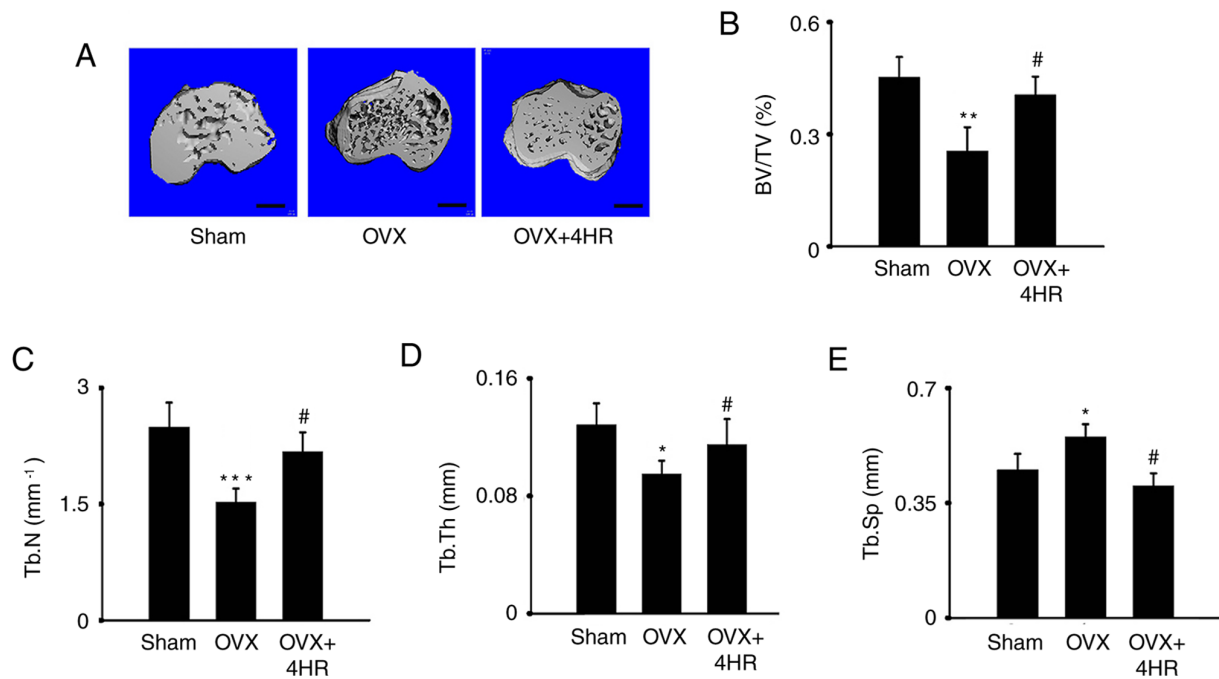 A
Sham
OVX
OVX+4HR
B
BV/TV (%)
0.6
0.3
0
**
#
Sham
OVX
OVX+
4HR
C
Tb.N (mm⁻¹)
3
1.5
0
***
#
Sham
OVX
OVX+
4HR
D
Tb.Th (mm)
0.16
0.08
0
*
#
Sham
OVX
OVX+
4HR
E
Tb.Sp (mm)
0.7
0.35
0
*
#
Sham
OVX
OVX+
4HR